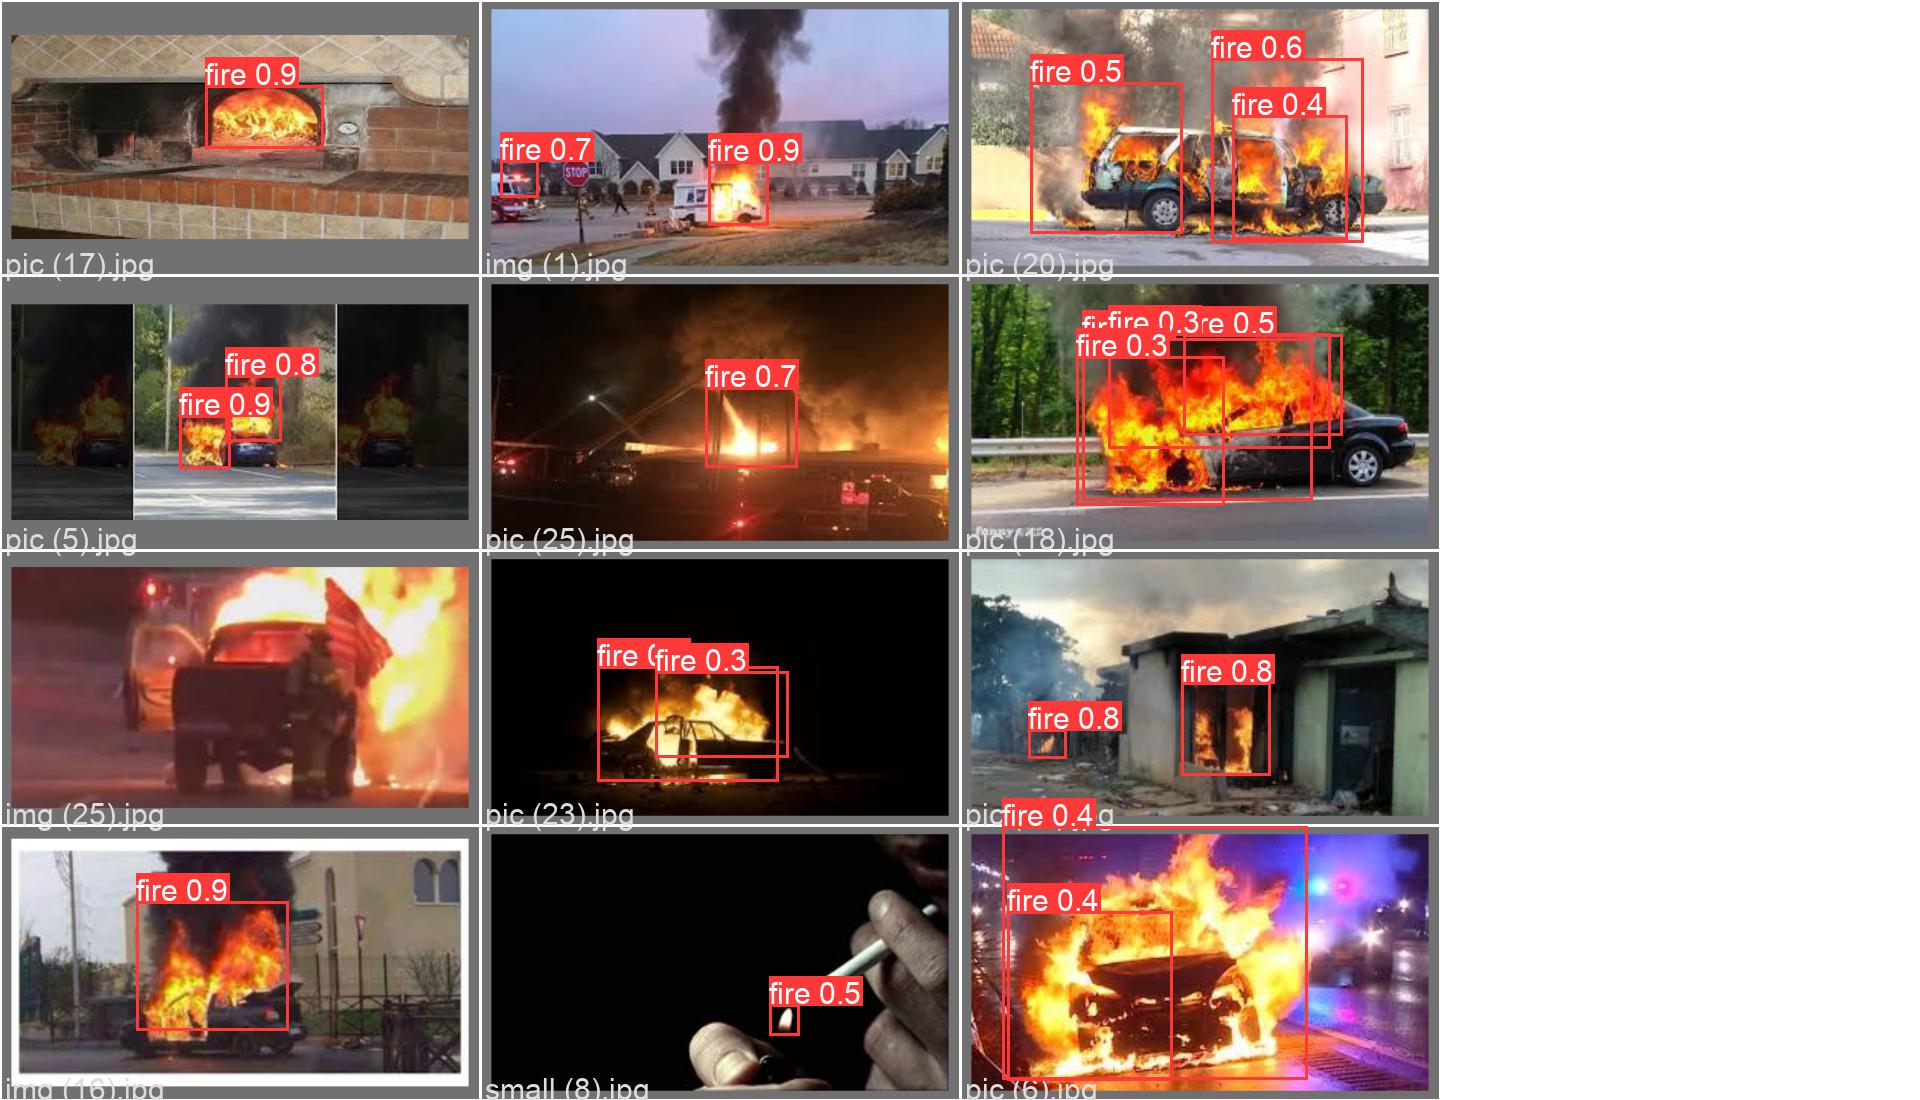 fire 0.9
pic (17).jpg
fire 0.7
STOP
fire 0.9
img (1).jpg
fire 0.5
fire 0.6
fire 0.4
pic (20).jpg
fire 0.8
fire 0.9
pic (5).jpg
fire 0.7
pic (25).jpg
fire 0.3
re 0.5
fire 0.3
pic (18).jpg
img (25).jpg
fire
fire 0.3
pic (23).jpg
fire 0.8
fire 0.8
pic
fire 0.9
img (16).jpg
fire 0.5
small (8).jpg
fire 0.4
fire 0.4
pic (6).jpg